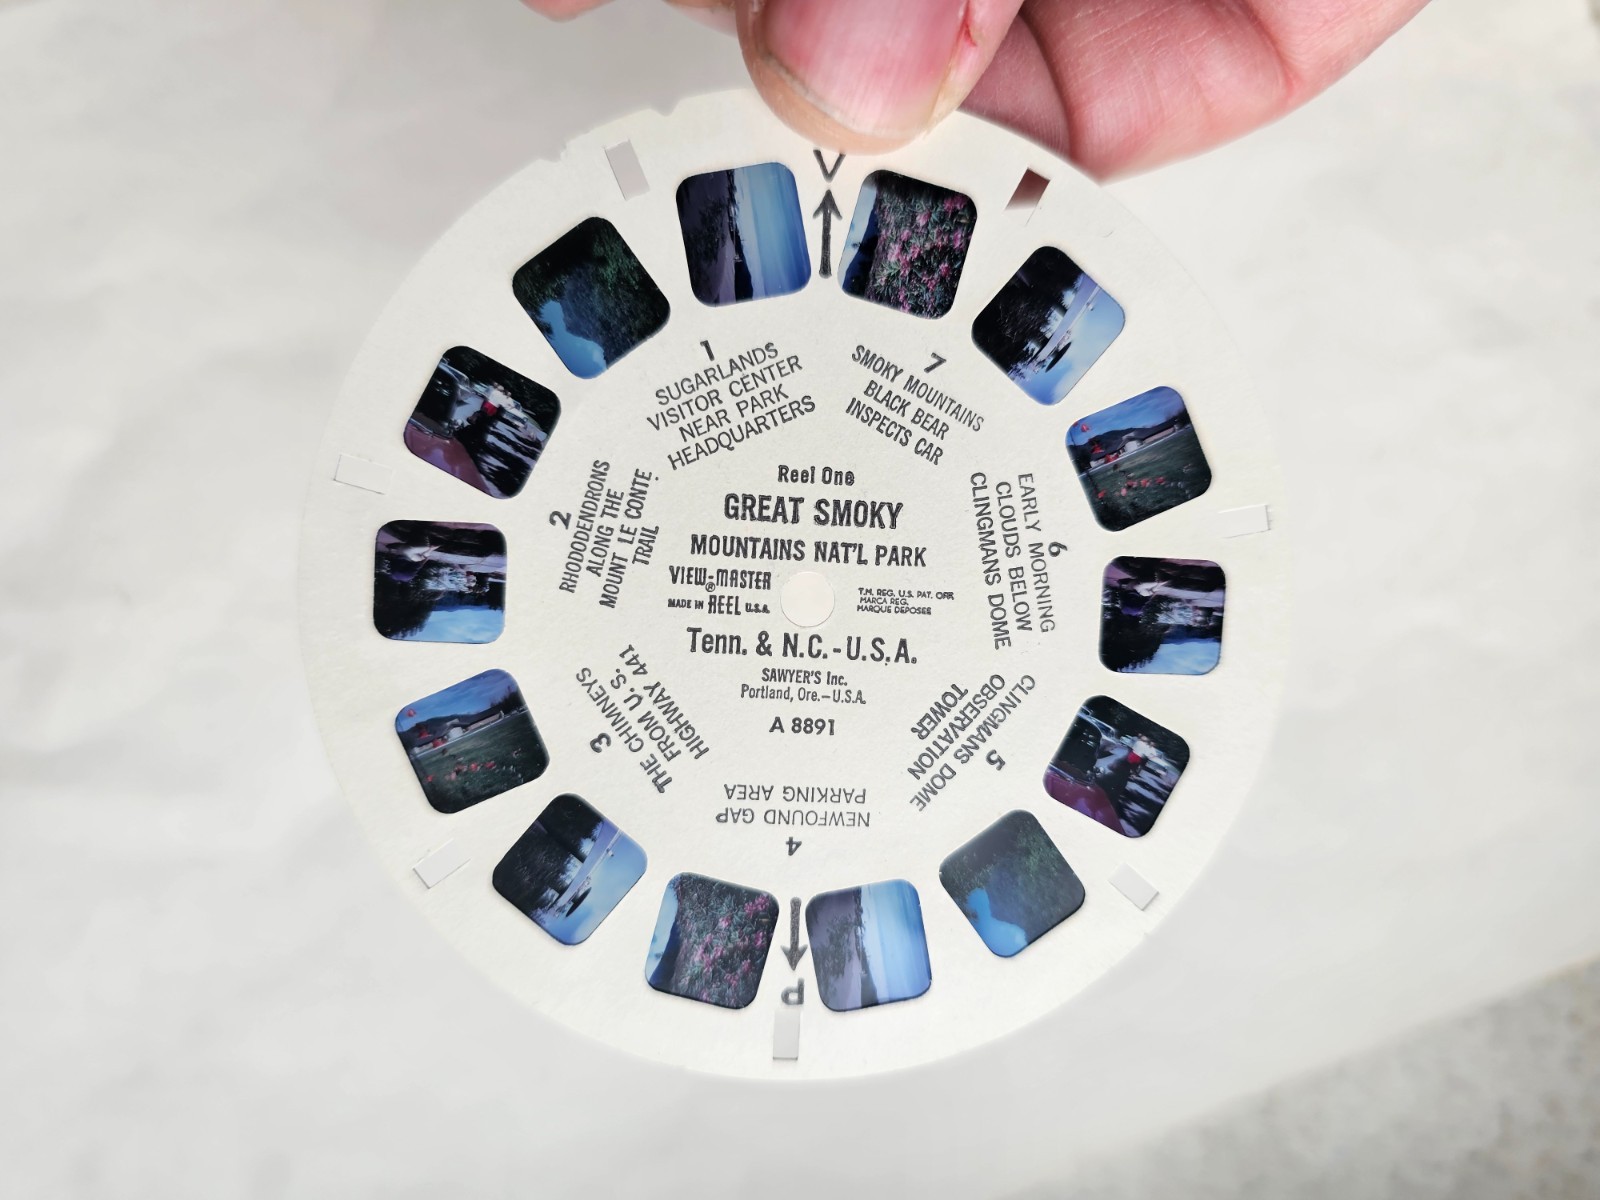 V
1
SUGARLANDS
VISITOR CENTER
NEAR PARK
HEADQUARTERS
7
SMOKY MOUNTAINS
BLACK BEAR
INSPECTS CAR
2
RHODODENDRONS
ALONG THE
MOUNT LE CONTE
TRAIL
Reel One
GREAT SMOKY
MOUNTAINS NAT'L PARK
VIEW-MASTER
®
MADE IN REEL U.S.A.
T.M. REG. U.S. PAT. OFF.
MARCA REG.
MARQUE DEPOSEE
Tenn. & N.C.-U.S.A.
SAWYER'S Inc.
Portland, Ore.-U.S.A.
A 8891
6
EARLY MORNING
CLOUDS BELOW
CLINGMANS DOME
3
THE CHIMNEYS
FROM U.S.
HIGHWAY 441
5
CLINGMANS DOME
OBSERVATION
TOWER
4
NEWFOUND GAP
PARKING AREA
P